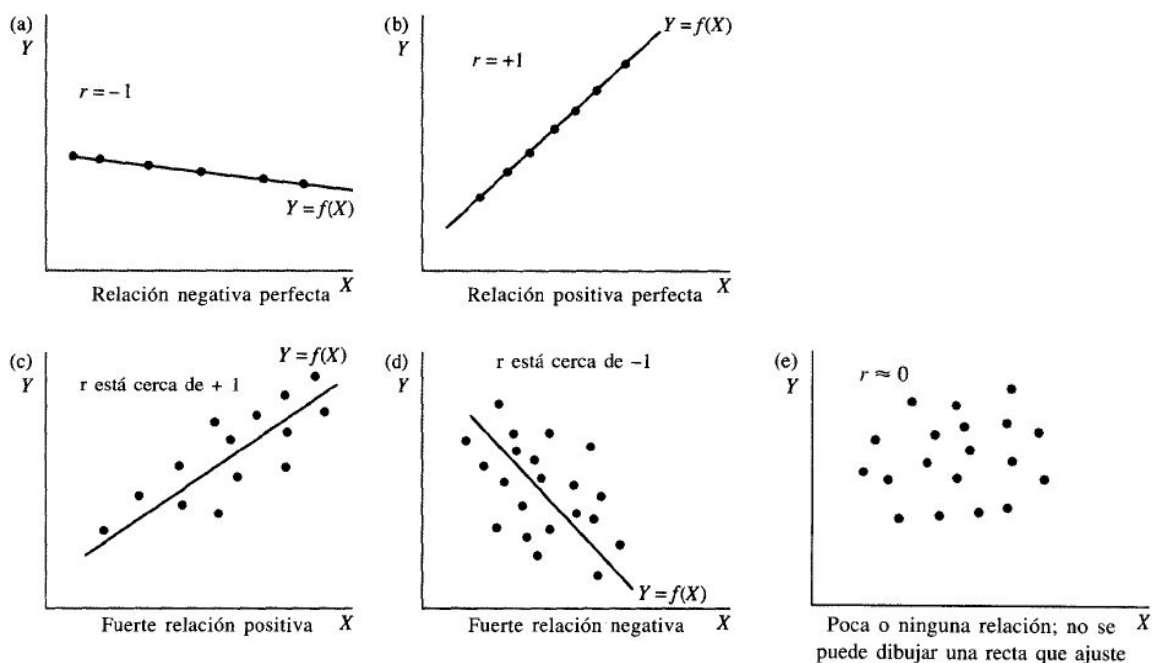 (a)
Y
r = −1
Y = f(X)
X
Relación negativa perfecta
(b)
Y
r = +1
Y = f(X)
X
Relación positiva perfecta
(c)
Y
r está cerca de + 1
Y = f(X)
Fuerte relación positiva
X
(d)
Y
r está cerca de −1
Y = f(X)
Fuerte relación negativa
X
(e)
Y
r ≈ 0
X
Poca o ninguna relación; no se
puede dibujar una recta que ajuste